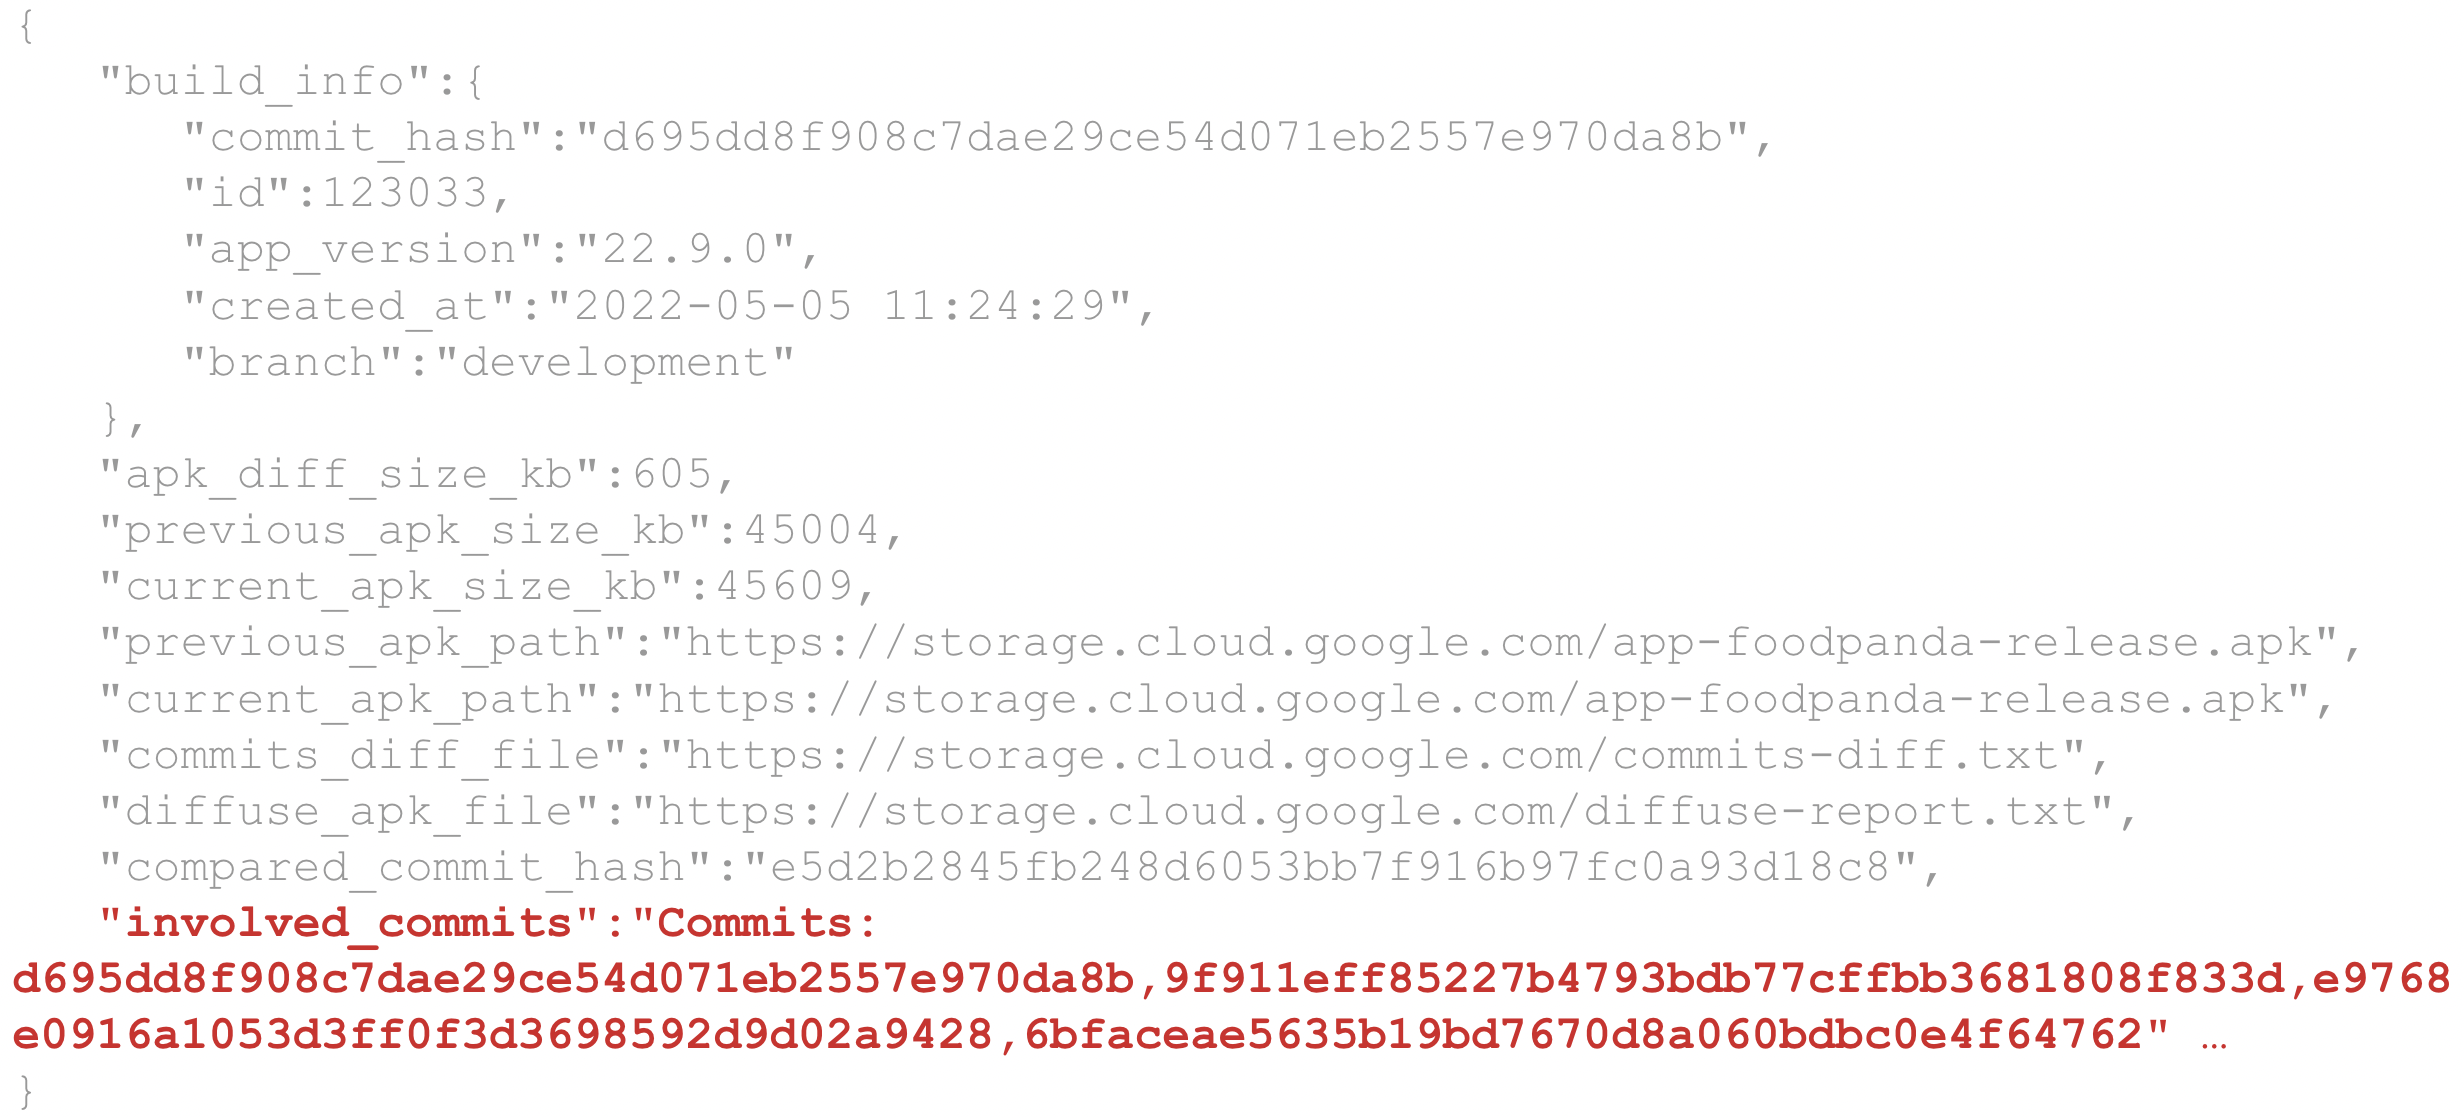 {
"build_info":{
"commit_hash":"d695dd8f908c7dae29ce54d071eb2557e970da8b",
"id":123033,
"app_version":"22.9.0",
"created_at":"2022-05-05 11:24:29",
"branch":"development"
},
"apk_diff_size_kb":605,
"previous_apk_size_kb":45004,
"current_apk_size_kb":45609,
"previous_apk_path":"https://storage.cloud.google.com/app-foodpanda-release.apk",
"current_apk_path":"https://storage.cloud.google.com/app-foodpanda-release.apk",
"commits_diff_file":"https://storage.cloud.google.com/commits-diff.txt",
"diffuse_apk_file":"https://storage.cloud.google.com/diffuse-report.txt",
"compared_commit_hash":"e5d2b2845fb248d6053bb7f916b97fc0a93d18c8",
"involved_commits":"Commits:
d695dd8f908c7dae29ce54d071eb2557e970da8b,9f911eff85227b4793bdb77cffbb3681808f833d,e9768
e0916a1053d3ff0f3d3698592d9d02a9428,6bfaceae5635b19bd7670d8a060bdbc0e4f64762" …
}